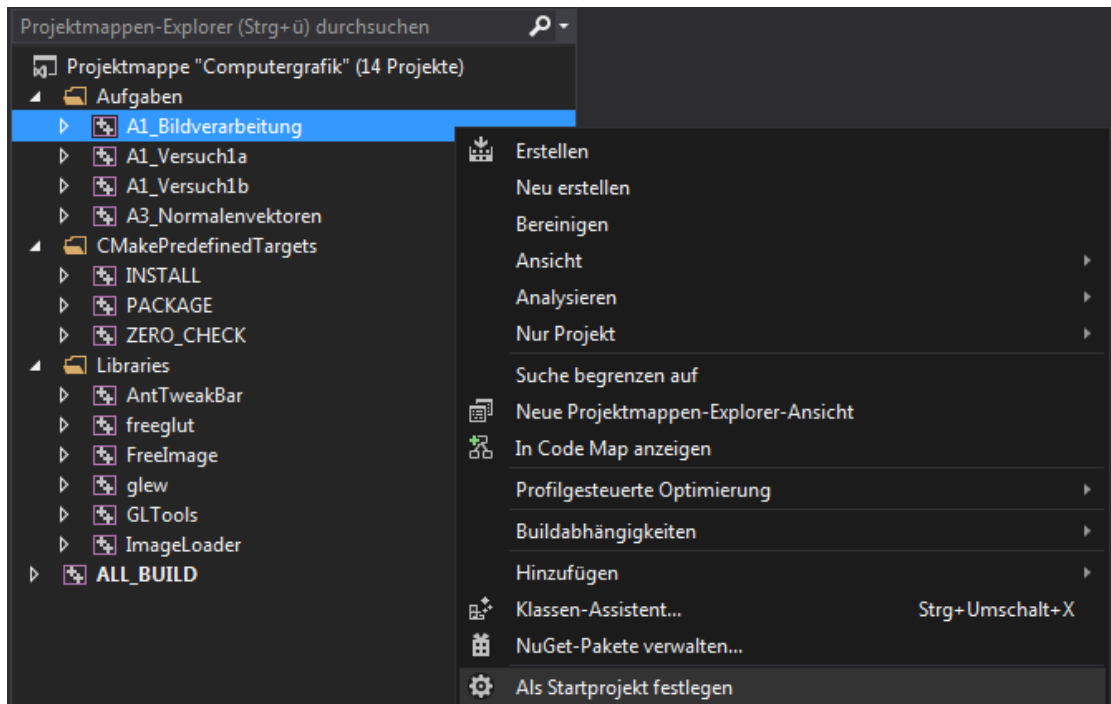 Projektmappen-Explorer (Strg+ü) durchsuchen
Projektmappe "Computergrafik" (14 Projekte)
Aufgaben
A1_Bildverarbeitung
A1_Versuch1a
A1_Versuch1b
A3_Normalenvektoren
CMakePredefinedTargets
INSTALL
PACKAGE
ZERO_CHECK
Libraries
AntTweakBar
freeglut
FreeImage
glew
GLTools
ImageLoader
ALL_BUILD
Erstellen
Neu erstellen
Bereinigen
Ansicht
Analysieren
Nur Projekt
Suche begrenzen auf
Neue Projektmappen-Explorer-Ansicht
In Code Map anzeigen
Profilgesteuerte Optimierung
Buildabhängigkeiten
Hinzufügen
Klassen-Assistent... Strg+Umschalt+X
NuGet-Pakete verwalten...
Als Startprojekt festlegen